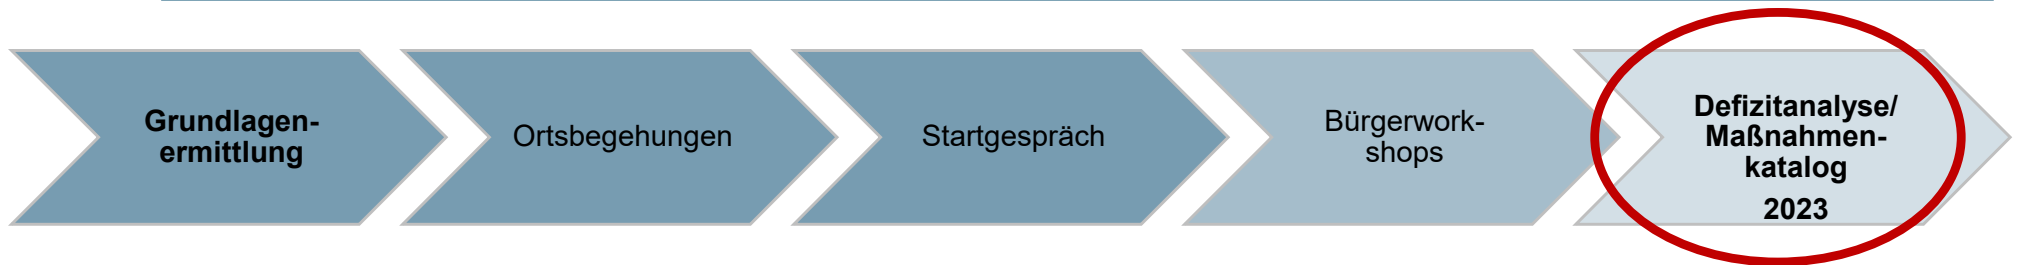 Grundlagen-
ermittlung
Ortsbegehungen
Startgespräch
Bürgerwork-
shops
Defizitanalyse/
Maßnahmen-
katalog
2023